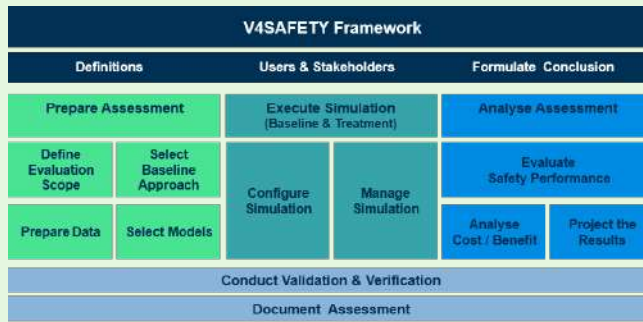 V4SAFETY Framework
Definitions
Users & Stakeholders
Formulate Conclusion
Prepare Assessment
Execute Simulation
(Baseline & Treatment)
Analyse Assessment
Define
Evaluation
Scope
Select
Baseline
Approach
Configure
Simulation
Manage
Simulation
Evaluate
Safety Performance
Prepare Data
Select Models
Analyse
Cost / Benefit
Project the
Results
Conduct Validation & Verification
Document Assessment